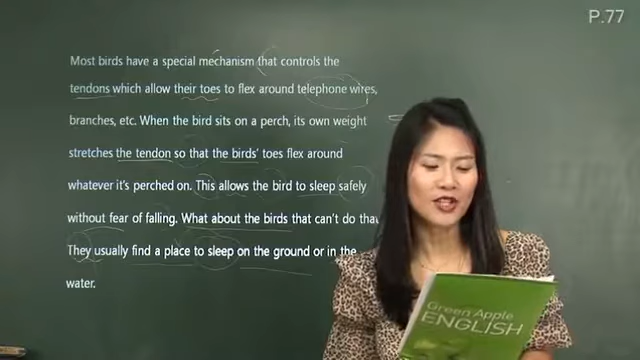 P.77
Most birds have a special mechanism that controls the
tendons which allow their toes to flex around telephone wires,
branches, etc. When the bird sits on a perch, its own weight
stretches the tendon so that the birds' toes flex around
whatever it's perched on. This allows the bird to sleep safely
without fear of falling. What about the birds that can't do
They usually find a place to sleep on the ground or in the
water.
Green Apple
ENGLISH